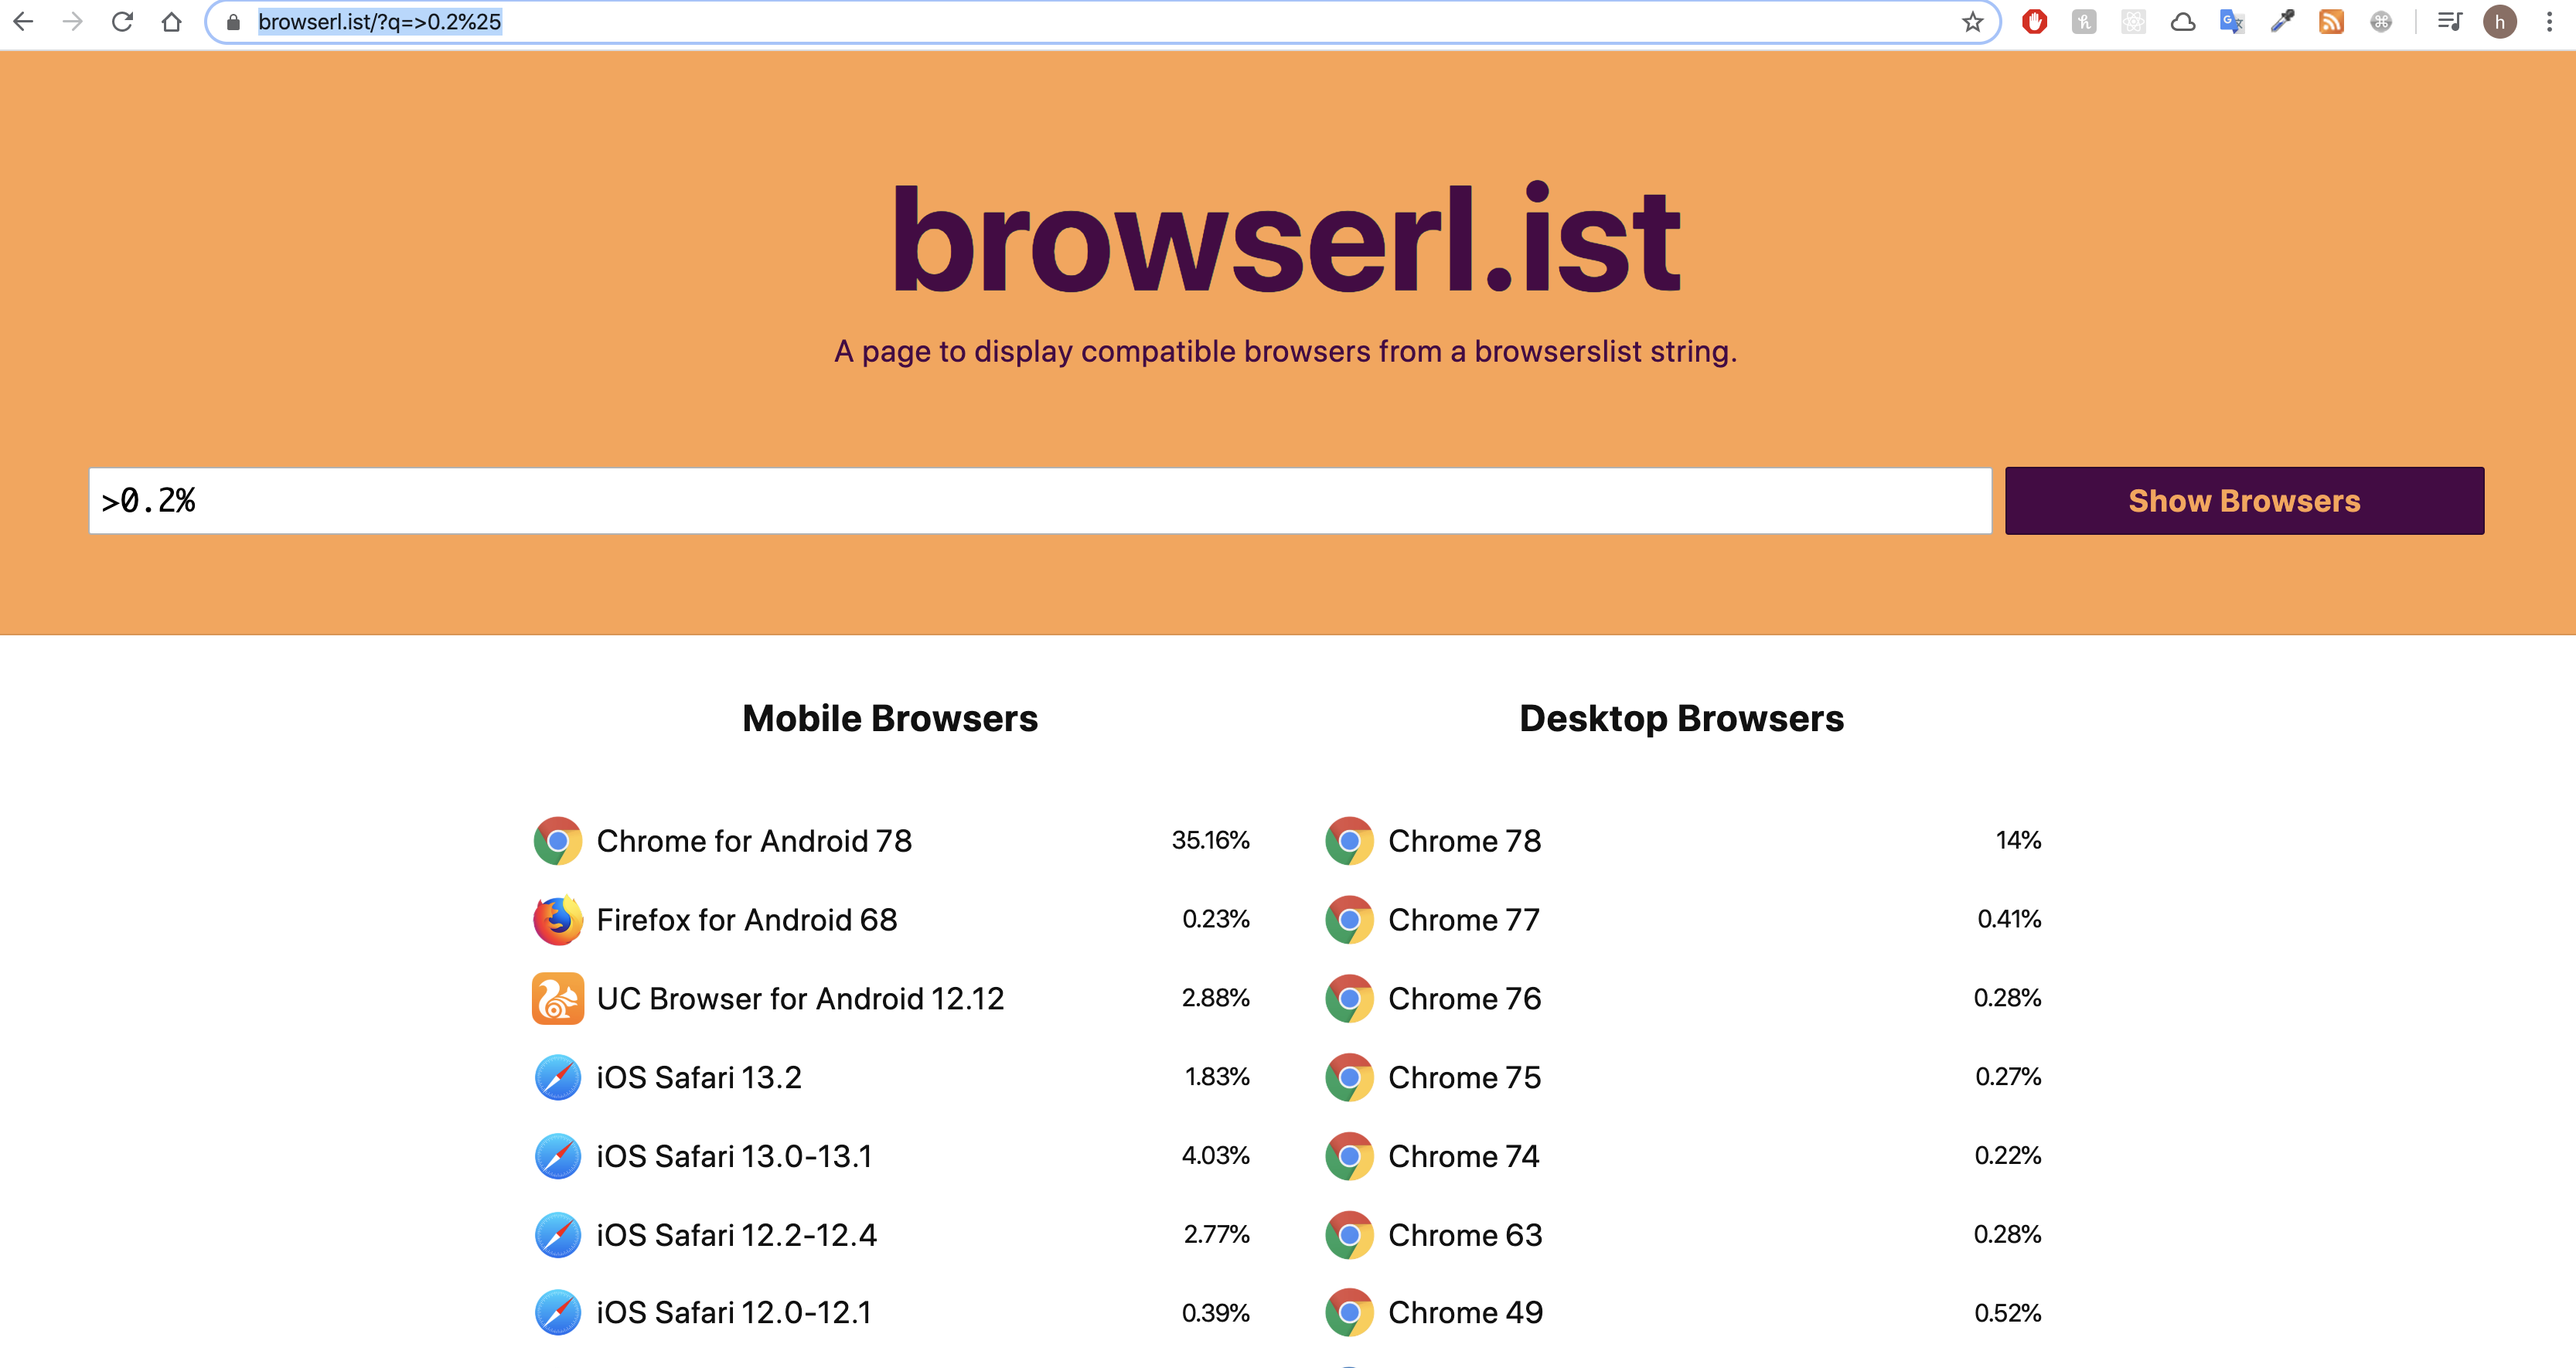 browserl.ist/?q=>0.2%25
h
browserl.ist
A page to display compatible browsers from a browserslist string.
>0.2%
Show Browsers
Mobile Browsers
Chrome for Android 78 35.16%
Firefox for Android 68 0.23%
UC Browser for Android 12.12 2.88%
iOS Safari 13.2 1.83%
iOS Safari 13.0-13.1 4.03%
iOS Safari 12.2-12.4 2.77%
iOS Safari 12.0-12.1 0.39%
Desktop Browsers
Chrome 78 14%
Chrome 77 0.41%
Chrome 76 0.28%
Chrome 75 0.27%
Chrome 74 0.22%
Chrome 63 0.28%
Chrome 49 0.52%